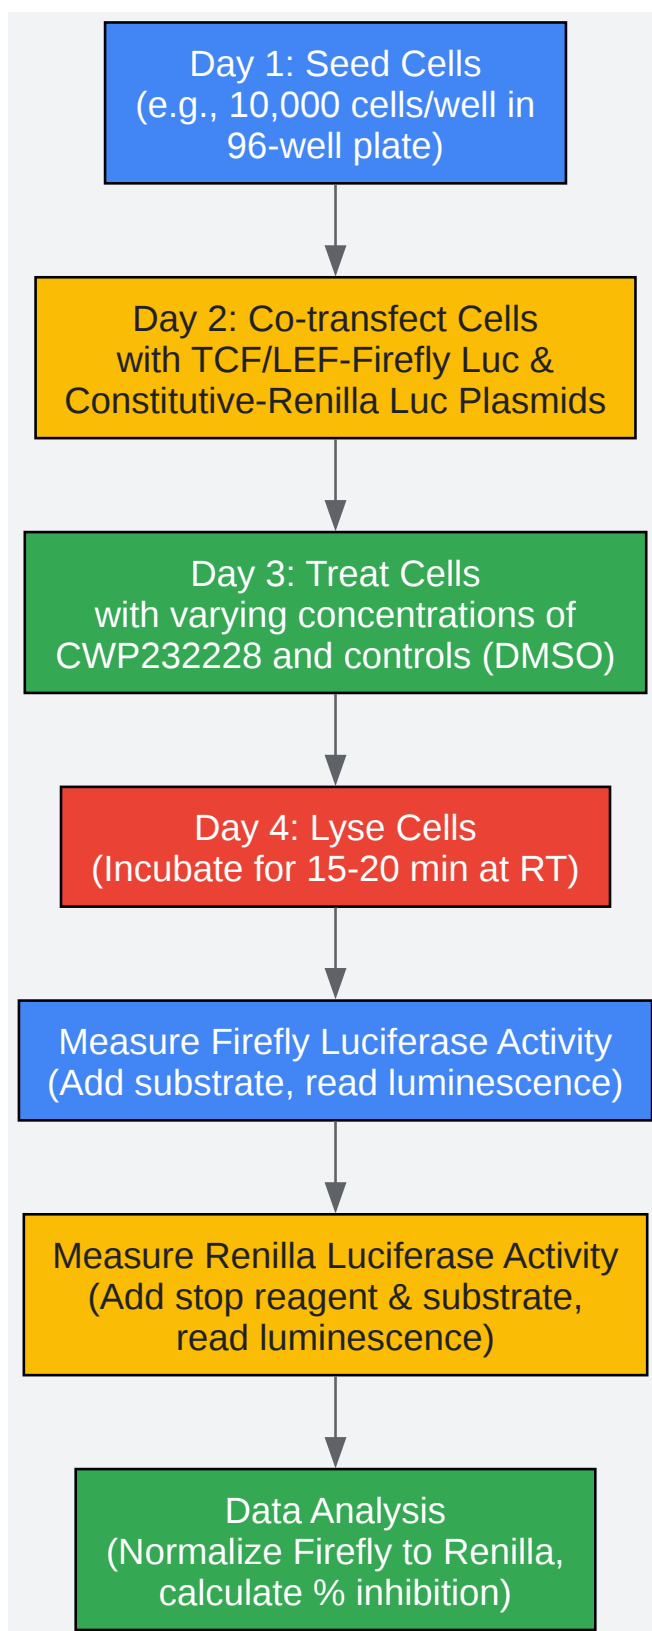 Day 1: Seed Cells
(e.g., 10,000 cells/well in
96-well plate)
Day 2: Co-transfect Cells
with TCF/LEF-Firefly Luc &
Constitutive-Renilla Luc Plasmids
Day 3: Treat Cells
with varying concentrations of
CWP232228 and controls (DMSO)
Day 4: Lyse Cells
(Incubate for 15-20 min at RT)
Measure Firefly Luciferase Activity
(Add substrate, read luminescence)
Measure Renilla Luciferase Activity
(Add stop reagent & substrate,
read luminescence)
Data Analysis
(Normalize Firefly to Renilla,
calculate % inhibition)